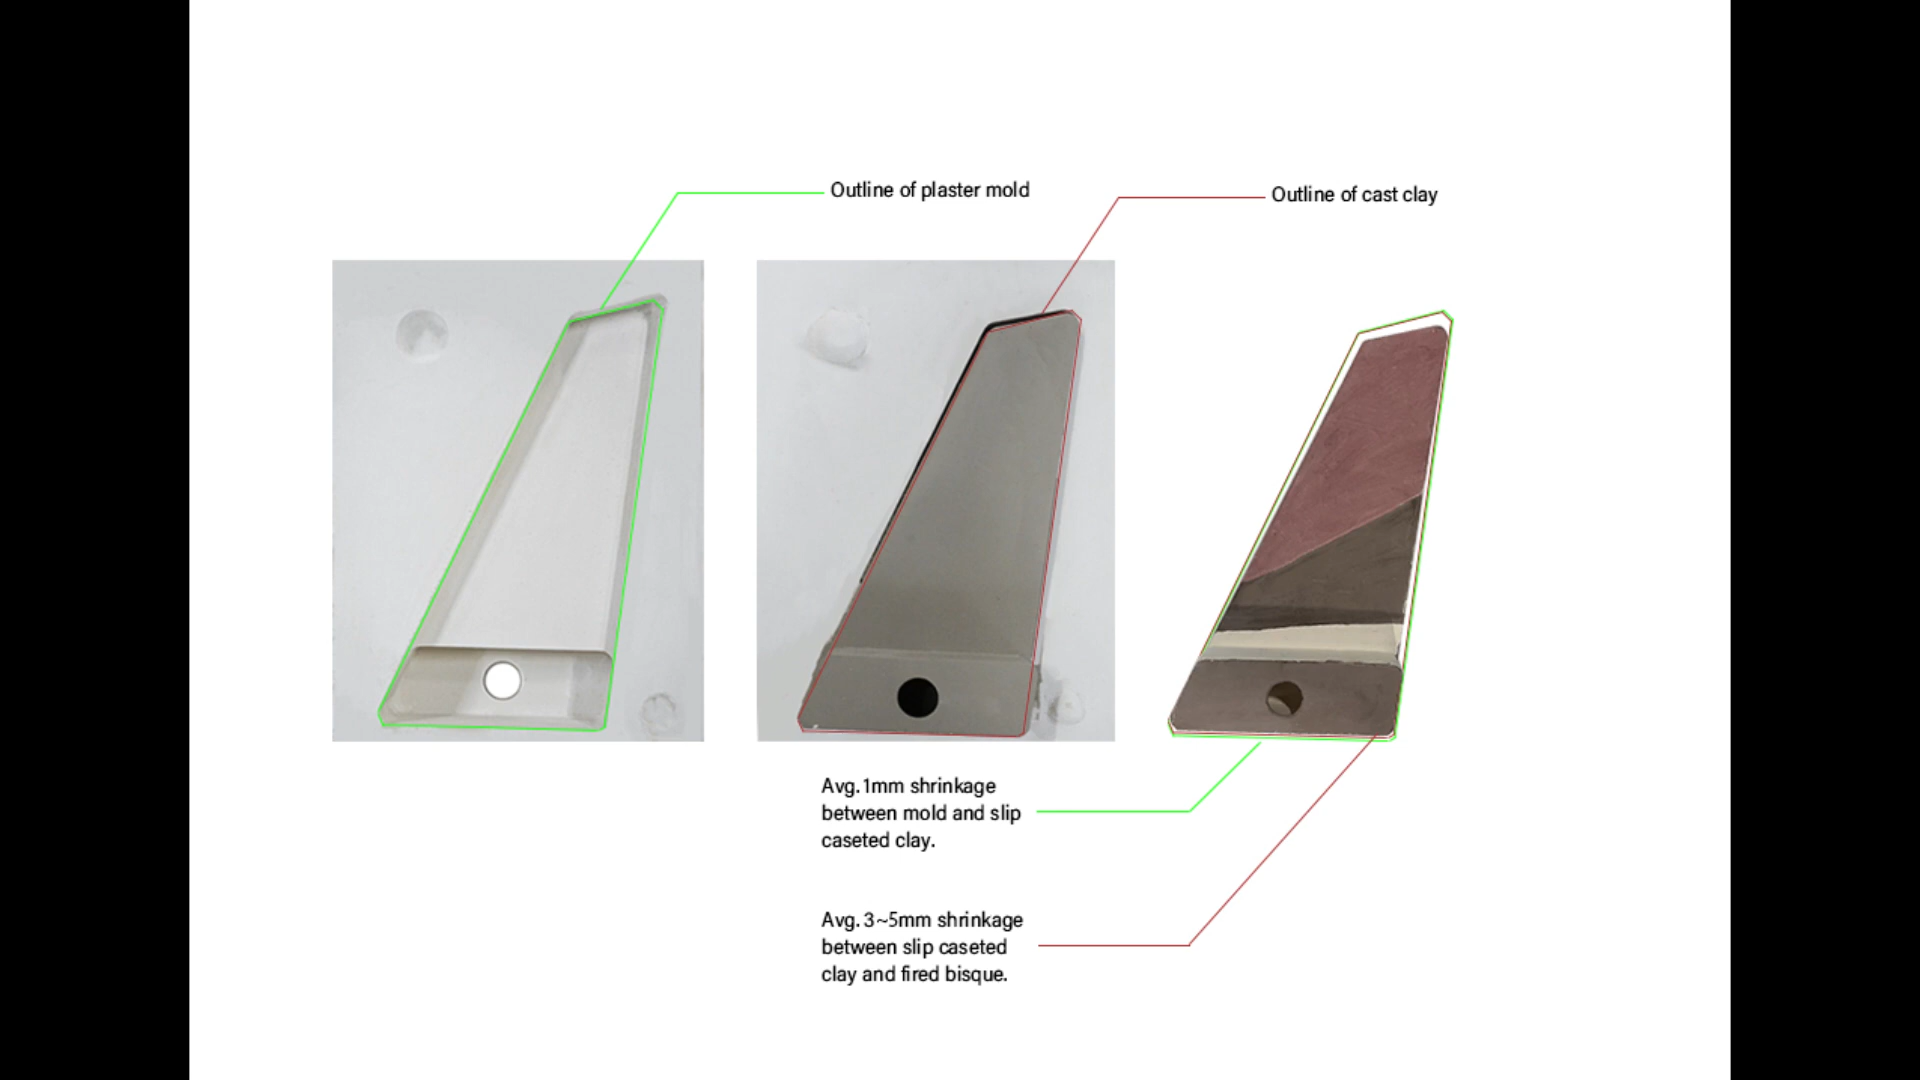 Outline of plaster mold
Outline of cast clay
Avg. 1mm shrinkage
between mold and slip
caseted clay.
Avg. 3~5mm shrinkage
between slip caseted
clay and fired bisque.